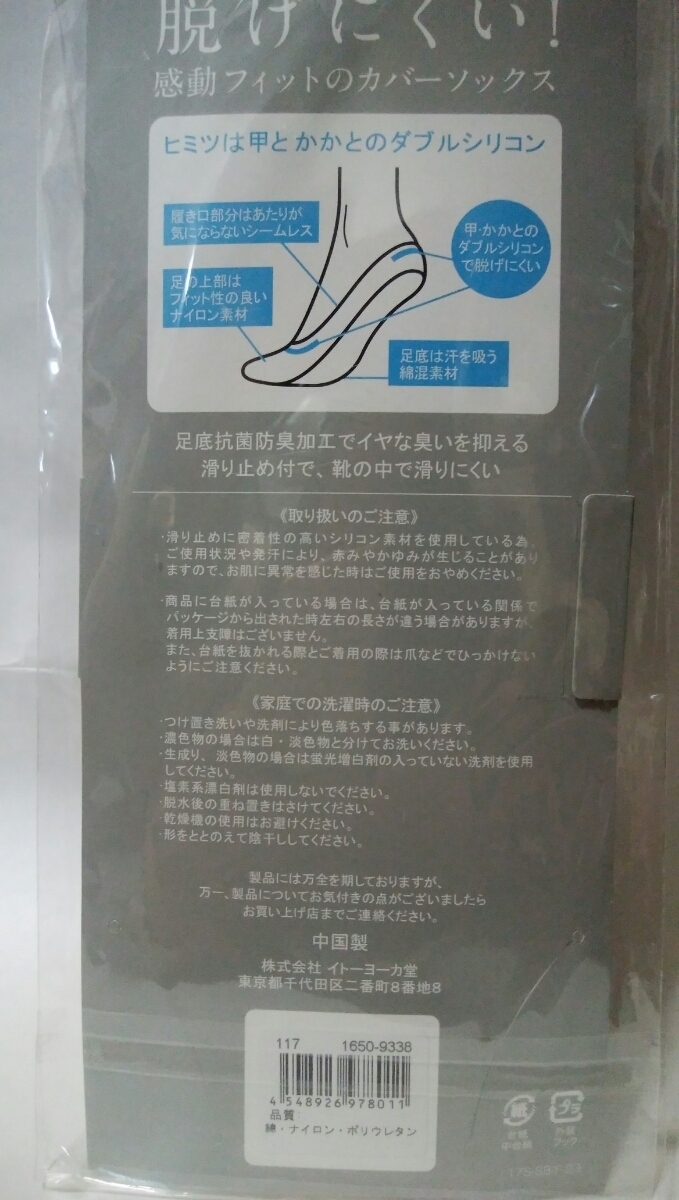 脱げにくい!
感動フィットのカバーソックス
ヒミツは甲とかかとのダブルシリコン
履き口部分はあたりが
気にならないシームレス
甲・かかとの
ダブルシリコン
で脱げにくい
足の上部は
フィット性の良い
ナイロン素材
足底は汗を吸う
綿混素材
足底抗菌防臭加工でイヤな臭いを抑える
滑り止め付で、靴の中で滑りにくい
《取り扱いのご注意》
・滑り止めに密着性の高いシリコン素材を使用している為、
ご使用状況や発汗により、赤みやかゆみが生じることがあり
ますので、お肌に異常を感じた時はご使用をおやめください。
・商品に台紙が入っている場合は、台紙が入っている関係で
パッケージから出された時左右の長さが違う場合がありますが、
着用上支障はございません。
また、台紙を抜かれる際とご着用の際は爪などでひっかけない
ようにご注意ください。
《家庭での洗濯時のご注意》
・つけ置き洗いや洗剤により色落ちする事があります。
・濃色物の場合は白・淡色物と分けてお洗いください。
・生成り、淡色物の場合は蛍光増白剤の入っていない洗剤を使用
してください。
・塩素系漂白剤は使用しないでください。
・脱水後の重ね置きはさけてください。
・乾燥機の使用はお避けください。
・形をととのえて陰干ししてください。
製品には万全を期しておりますが、
万一、製品についてお気付きの点がございましたら
お買い上げ店までご連絡ください。
中国製
株式会社 イトーヨーカ堂
東京都千代田区二番町8番地8
117 1650-9338
4 548926 978011
品質
綿・ナイロン・ポリウレタン
紙 プラ
外装
フック